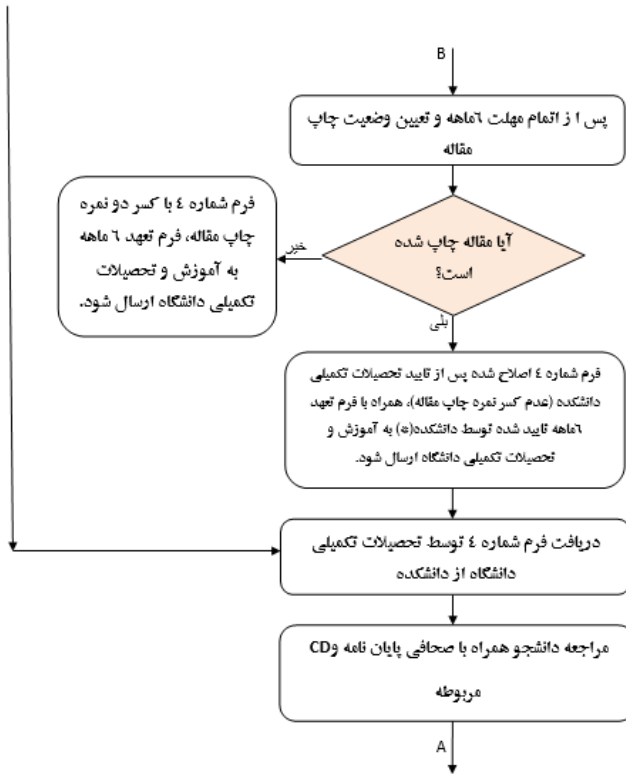 B
پس ا ز اتمام مهلت ٦ماهه و تعیین وضعیت چاپ
مقاله
آیا مقاله چاپ شده
است؟
خیر
فرم شماره ٤ با کسر دو نمره
چاپ مقاله، فرم تعهد ٦ ماهه
به آموزش و تحصیلات
تکمیلی دانشگاه ارسال شود.
بلی
فرم شماره ٤ اصلاح شده پس از تایید تحصیلات تکمیلی
دانشکده (عدم کسر نمره چاپ مقاله)، همراه با فرم تعهد
٦ماهه تایید شده توسط دانشکده(*) به آموزش و
تحصیلات تکمیلی دانشگاه ارسال شود.
دریافت فرم شماره ٤ توسط تحصیلات تکمیلی
دانشگاه از دانشکده
مراجعه دانشجو همراه با صحافی پایان نامه وCD
مربوطه
A